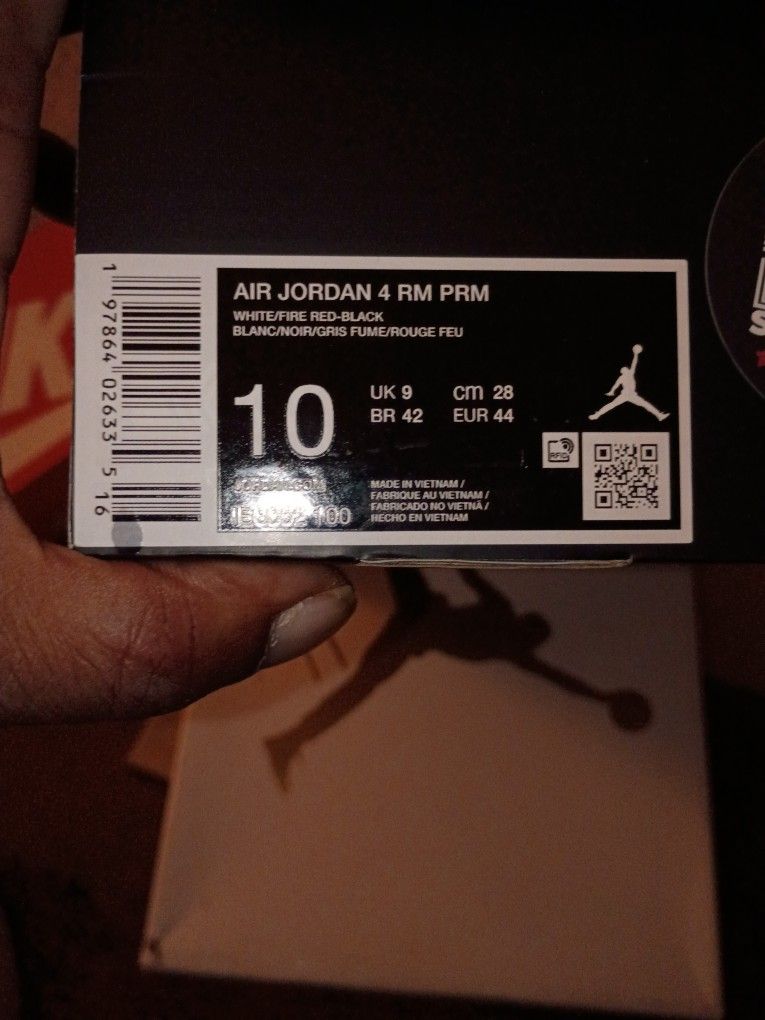 AIR JORDAN 4 RM PRM
WHITE/FIRE RED-BLACK
BLANC/NOIR/GRIS FUME/ROUGE FEU
10
UK 9
cm 28
BR 42
EUR 44
RFID
MADE IN VIETNAM /
FABRIQUE AU VIETNAM /
FABRICADO NO VIETNÃ /
HECHO EN VIETNAM
1 97864 02633 5 16